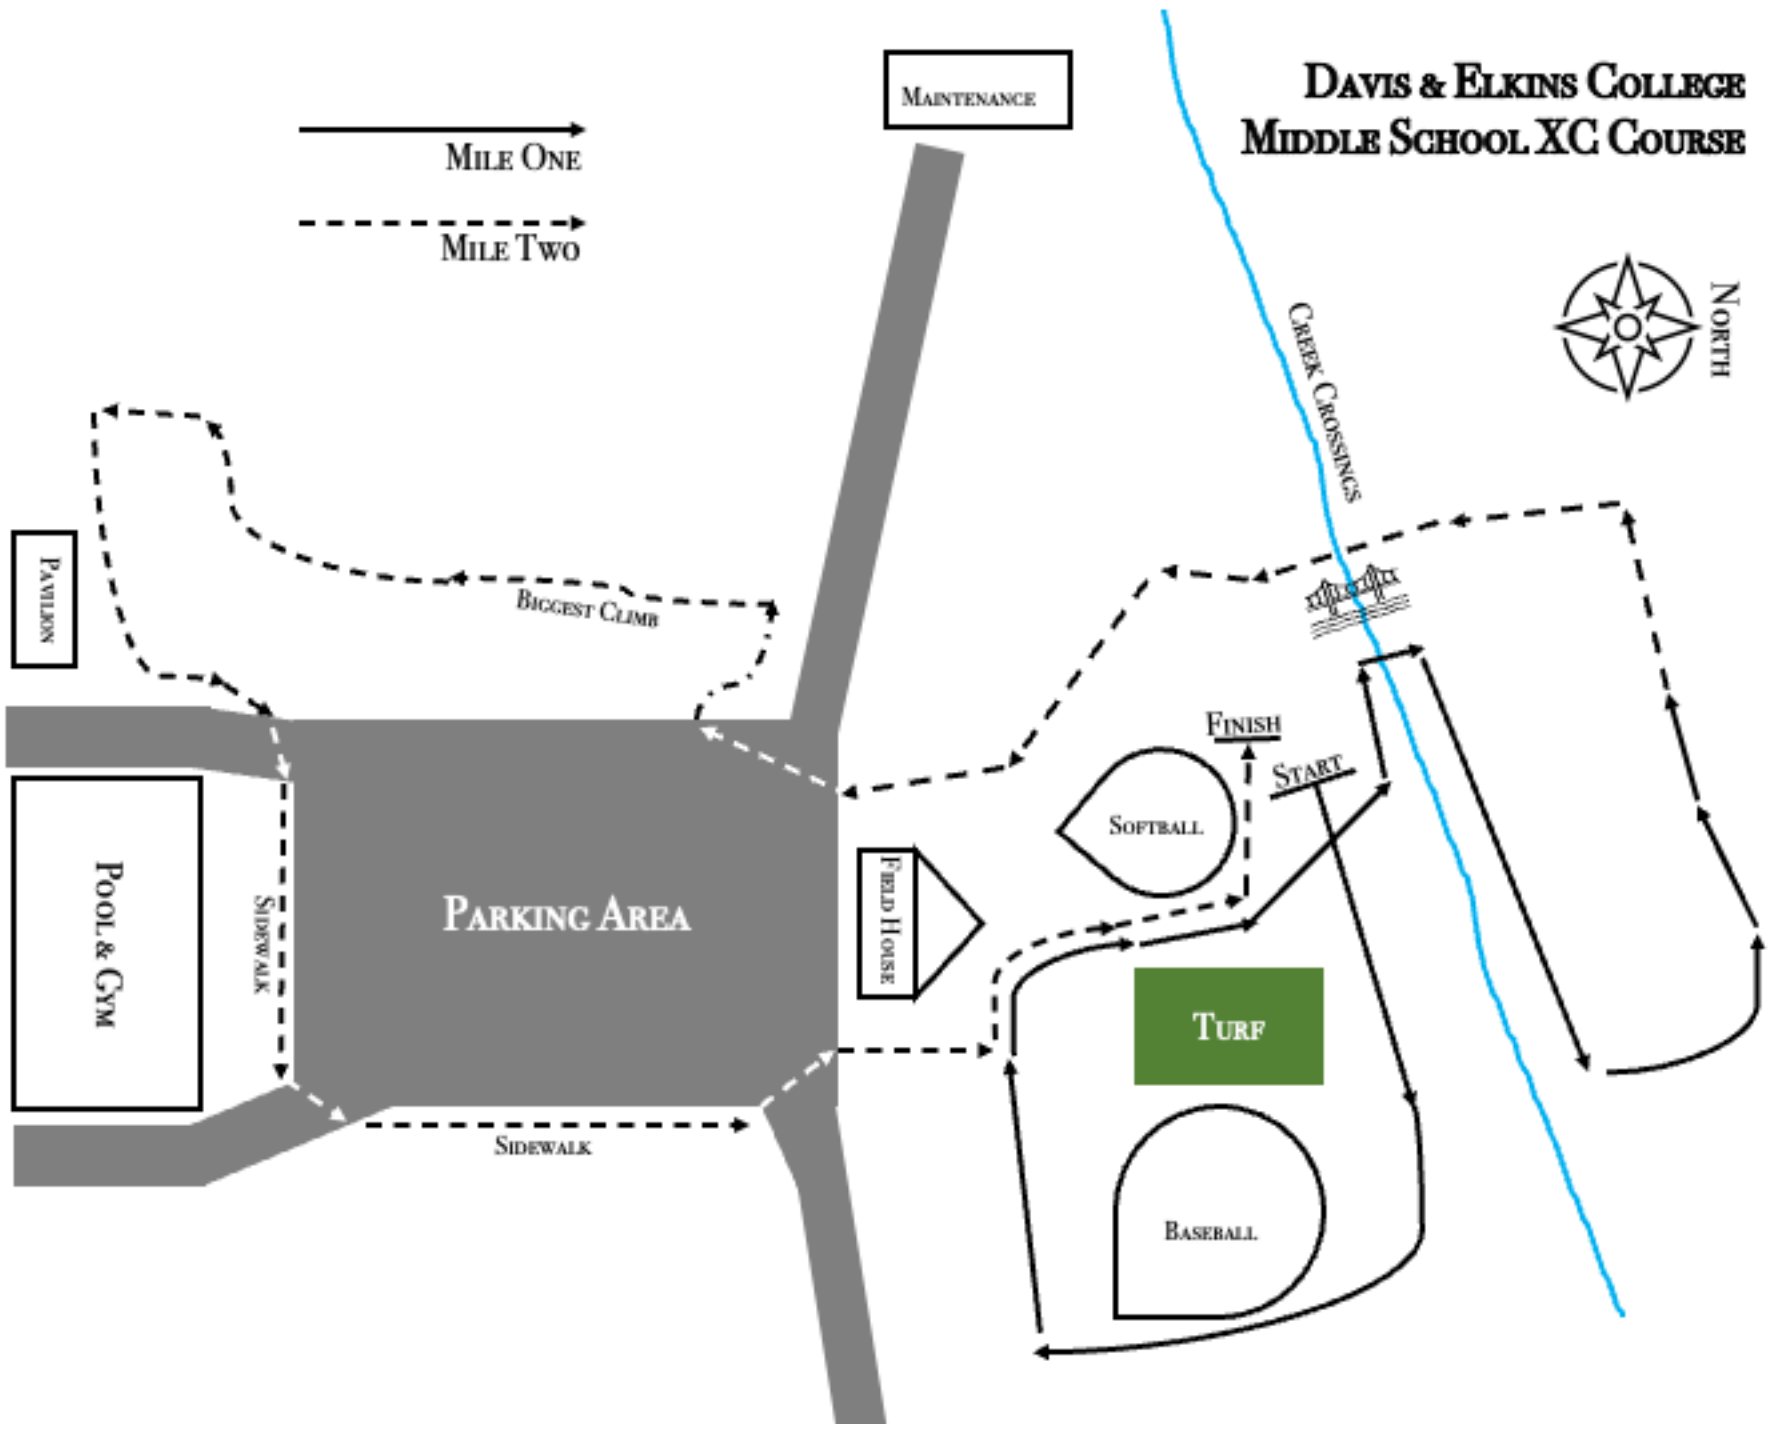 Davis & Elkins College
Middle School XC Course
Maintenance
Mile One
Mile Two
North
Creek Crossings
Biggest Climb
Pavilion
Finish
Start
Softball
Pool & Gym
Sidewalk
Parking Area
Field House
Turf
Sidewalk
Baseball